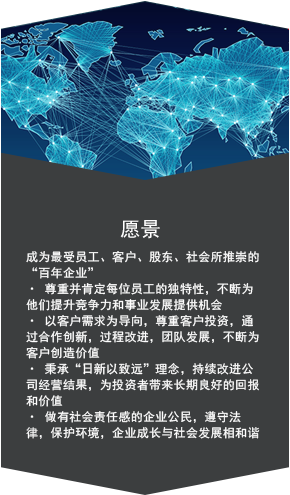 愿景
成为最受员工、客户、股东、社会所推崇的
“百年企业”
· 尊重并肯定每位员工的独特性，不断为
他们提升竞争力和事业发展提供机会
· 以客户需求为导向，尊重客户投资，通
过合作创新，过程改进，团队发展，不断为
客户创造价值
· 秉承“日新以致远”理念，持续改进公
司经营结果，为投资者带来长期良好的回报
和价值
· 做有社会责任感的企业公民，遵守法
律，保护环境，企业成长与社会发展相和谐